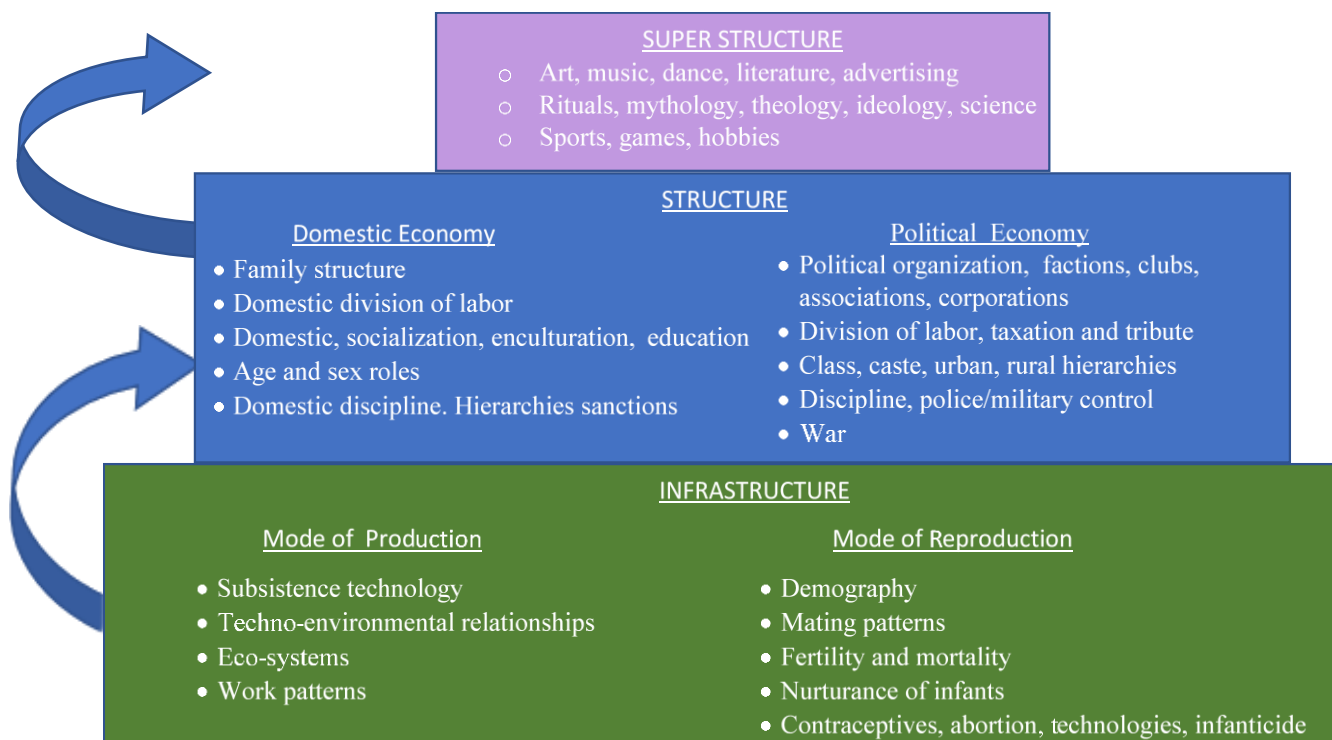 SUPER STRUCTURE
○ Art, music, dance, literature, advertising
○ Rituals, mythology, theology, ideology, science
○ Sports, games, hobbies
STRUCTURE
Domestic Economy
• Family structure
• Domestic division of labor
• Domestic, socialization, enculturation, education
• Age and sex roles
• Domestic discipline. Hierarchies sanctions
Political Economy
• Political organization, factions, clubs,
associations, corporations
• Division of labor, taxation and tribute
• Class, caste, urban, rural hierarchies
• Discipline, police/military control
• War
INFRASTRUCTURE
Mode of Production
• Subsistence technology
• Techno-environmental relationships
• Eco-systems
• Work patterns
Mode of Reproduction
• Demography
• Mating patterns
• Fertility and mortality
• Nurturance of infants
• Contraceptives, abortion, technologies, infanticide